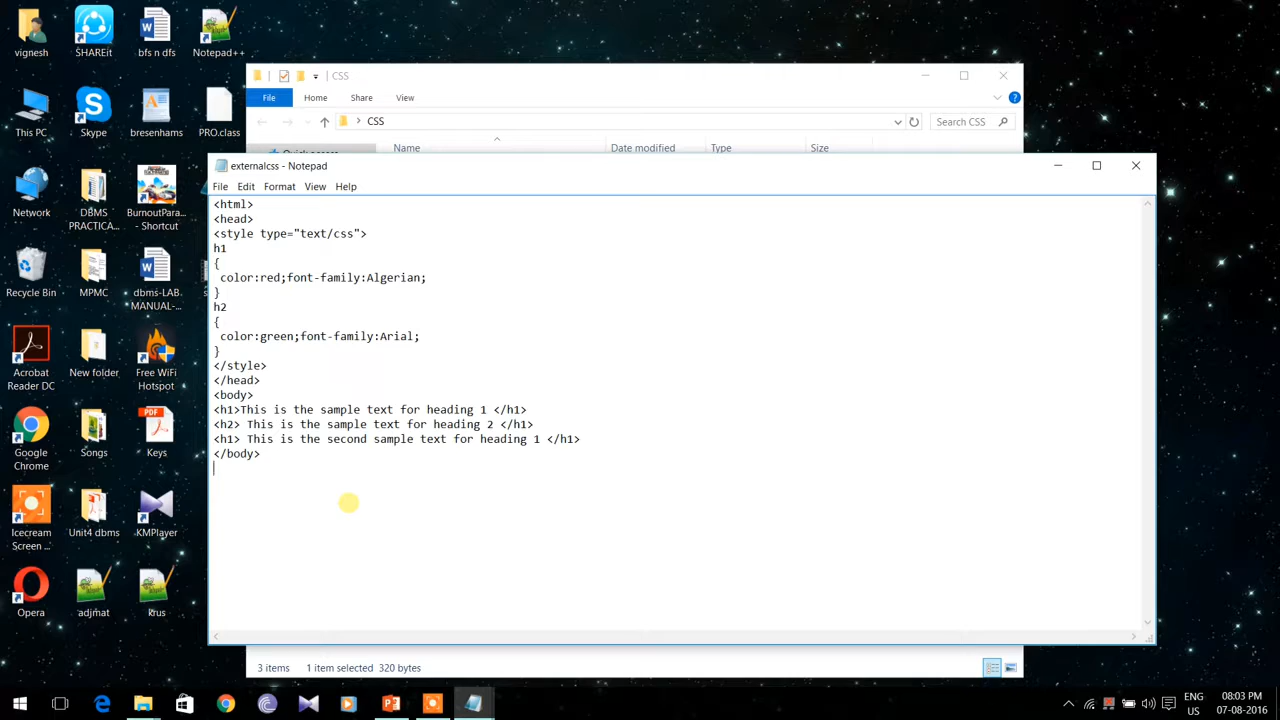 vignesh
SHAREit
bfs n dfs
Notepad++
This PC
Skype
bresenhams
PRO.class
Network
DBMS
PRACTICA...
BurnoutPara...
- Shortcut
Recycle Bin
MPMC
dbms-LAB
MANUAL-...
Acrobat
Reader DC
New folder
Free WiFi
Hotspot
Google
Chrome
Songs
PDF
Keys
Icecream
Screen ...
Unit4 dbms
KMPlayer
Opera
adjmat
krus
CSS
File
Home
Share
View
CSS
Search CSS
Quick access
Name
Date modified
Type
Size
externalcss - Notepad
File
Edit
Format
View
Help
<html>
<head>
<style type="text/css">
h1
{
color:red;font-family:Algerian;
}
h2
{
color:green;font-family:Arial;
}
</style>
</head>
<body>
<h1>This is the sample text for heading 1 </h1>
<h2> This is the sample text for heading 2 </h1>
<h1> This is the second sample text for heading 1 </h1>
</body>
3 items
1 item selected 320 bytes
ENG
US
08:03 PM
07-08-2016